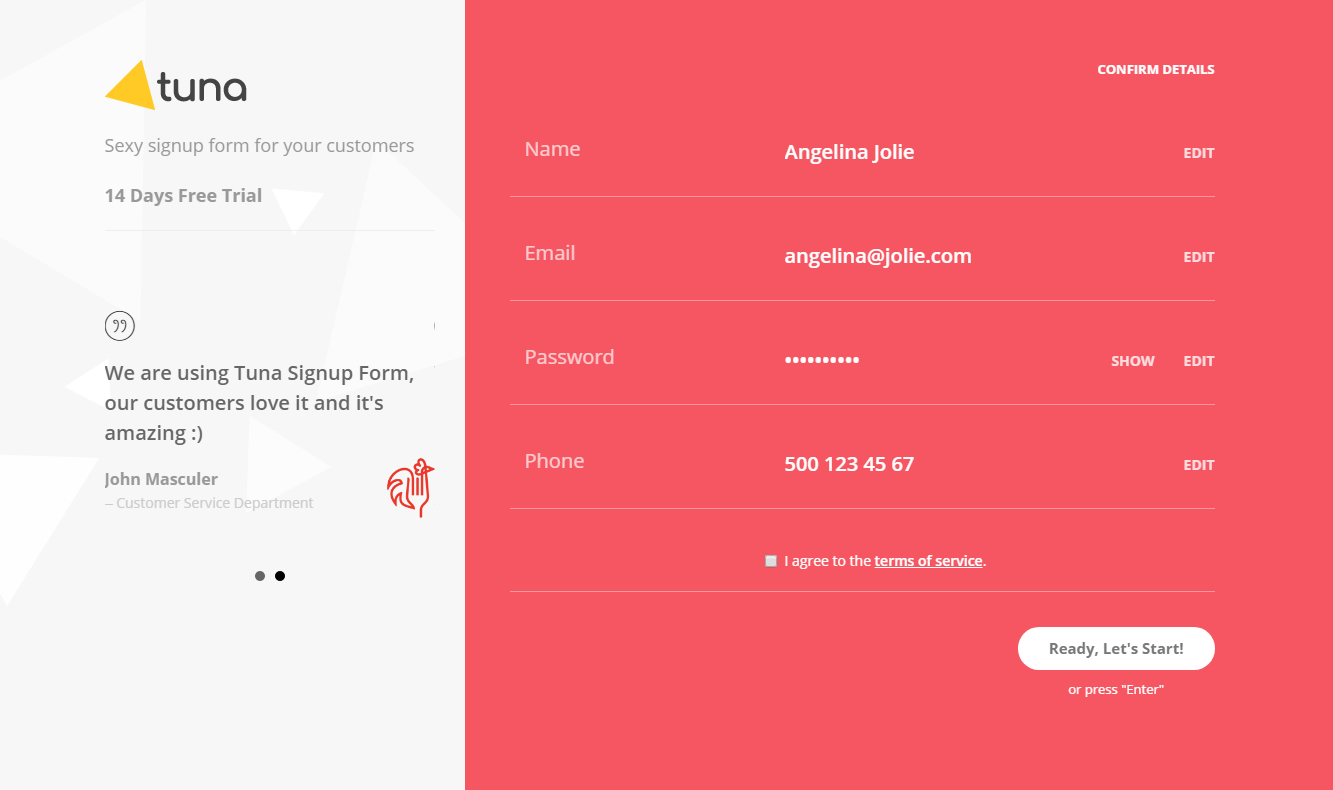 tuna
Sexy signup form for your customers
14 Days Free Trial
We are using Tuna Signup Form,
our customers love it and it's
amazing :)
John Masculer
– Customer Service Department
CONFIRM DETAILS
Name Angelina Jolie EDIT
Email angelina@jolie.com EDIT
Password •••••••••• SHOW EDIT
Phone 500 123 45 67 EDIT
I agree to the terms of service.
Ready, Let's Start!
or press "Enter"